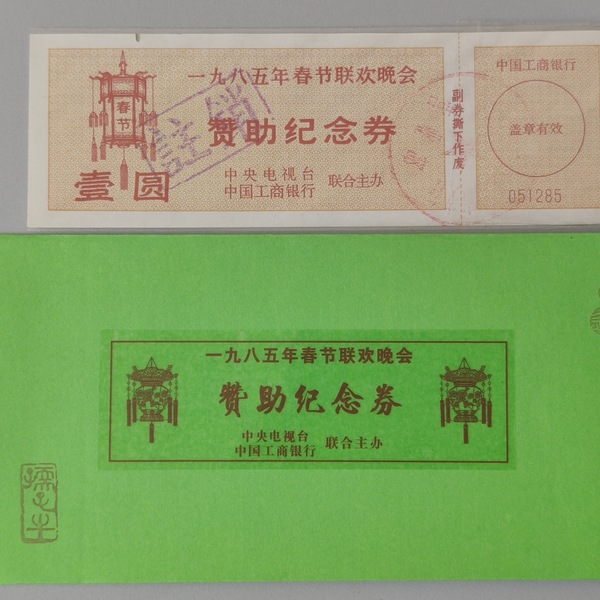 一九八五年春节联欢晚会
春节
註销
赞助纪念券
壹圆
中央电视台
中国工商银行
联合主办
副券撕下作废
中国工商银行
盖章有效
051285
一九八五年春节联欢晚会
赞助纪念券
中央电视台
中国工商银行
联合主办